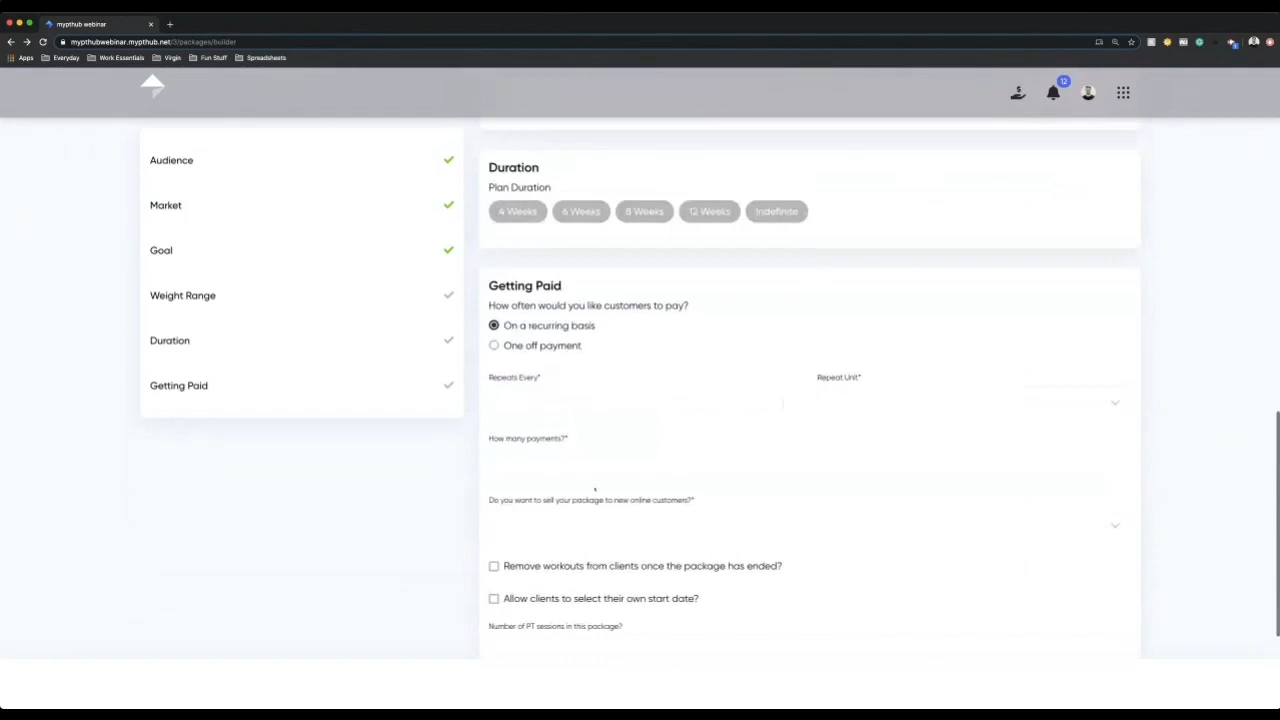 mypthub webinar
mypthubwebinar.mypthub.net/3/packages/builder
Apps Everyday Work Essentials Virgin Fun Stuff Spreadsheets
12
Audience
Market
Goal
Weight Range
Duration
Getting Paid
Duration
Plan Duration
4 Weeks 6 Weeks 8 Weeks 12 Weeks Indefinite
Getting Paid
How often would you like customers to pay?
On a recurring basis
One off payment
Repeats Every* Repeat Unit*
How many payments?*
Do you want to sell your package to new online customers?*
Remove workouts from clients once the package has ended?
Allow clients to select their own start date?
Number of PT sessions in this package?